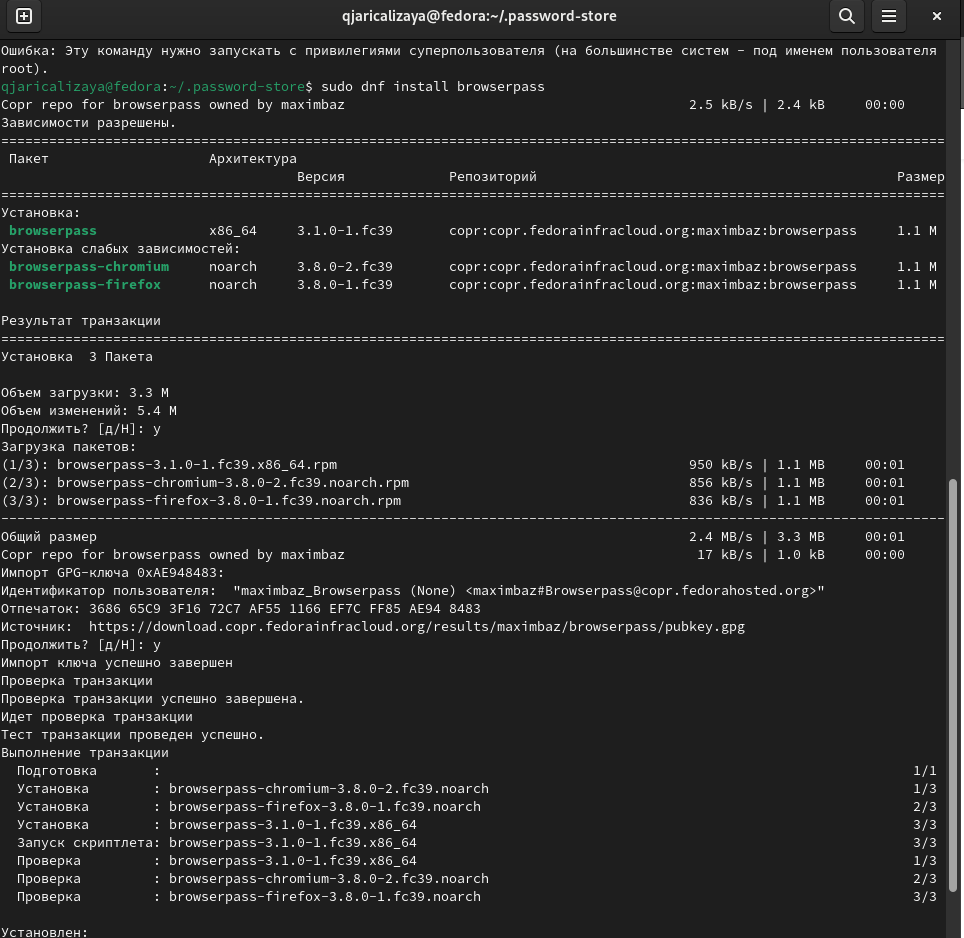 qjaricalizaya@fedora:~/.password-store
Ошибка: Эту команду нужно запускать с привилегиями суперпользователя (на большинстве систем - под именем пользователя
root).
qjaricalizaya@fedora:~/.password-store$ sudo dnf install browserpass
Copr repo for browserpass owned by maximbaz 2.5 kB/s | 2.4 kB 00:00
Зависимости разрешены.
================================================================================
Пакет Архитектура
Версия Репозиторий Размер
================================================================================
Установка:
browserpass x86_64 3.1.0-1.fc39 copr:copr.fedorainfracloud.org:maximbaz:browserpass 1.1 M
Установка слабых зависимостей:
browserpass-chromium noarch 3.8.0-2.fc39 copr:copr.fedorainfracloud.org:maximbaz:browserpass 1.1 M
browserpass-firefox noarch 3.8.0-1.fc39 copr:copr.fedorainfracloud.org:maximbaz:browserpass 1.1 M
Результат транзакции
================================================================================
Установка 3 Пакета
Объем загрузки: 3.3 M
Объем изменений: 5.4 M
Продолжить? [д/Н]: y
Загрузка пакетов:
(1/3): browserpass-3.1.0-1.fc39.x86_64.rpm 950 kB/s | 1.1 MB 00:01
(2/3): browserpass-chromium-3.8.0-2.fc39.noarch.rpm 856 kB/s | 1.1 MB 00:01
(3/3): browserpass-firefox-3.8.0-1.fc39.noarch.rpm 836 kB/s | 1.1 MB 00:01
--------------------------------------------------------------------------------
Общий размер 2.4 MB/s | 3.3 MB 00:01
Copr repo for browserpass owned by maximbaz 17 kB/s | 1.0 kB 00:00
Импорт GPG-ключа 0xAE948483:
Идентификатор пользователя: "maximbaz_Browserpass (None) <maximbaz#Browserpass@copr.fedorahosted.org>"
Отпечаток: 3686 65C9 3F16 72C7 AF55 1166 EF7C FF85 AE94 8483
Источник: https://download.copr.fedorainfracloud.org/results/maximbaz/browserpass/pubkey.gpg
Продолжить? [д/Н]: y
Импорт ключа успешно завершен
Проверка транзакции
Проверка транзакции успешно завершена.
Идет проверка транзакции
Тест транзакции проведен успешно.
Выполнение транзакции
Подготовка : 1/1
Установка : browserpass-chromium-3.8.0-2.fc39.noarch 1/3
Установка : browserpass-firefox-3.8.0-1.fc39.noarch 2/3
Установка : browserpass-3.1.0-1.fc39.x86_64 3/3
Запуск скриптлета: browserpass-3.1.0-1.fc39.x86_64 3/3
Проверка : browserpass-3.1.0-1.fc39.x86_64 1/3
Проверка : browserpass-chromium-3.8.0-2.fc39.noarch 2/3
Проверка : browserpass-firefox-3.8.0-1.fc39.noarch 3/3
Установлен: